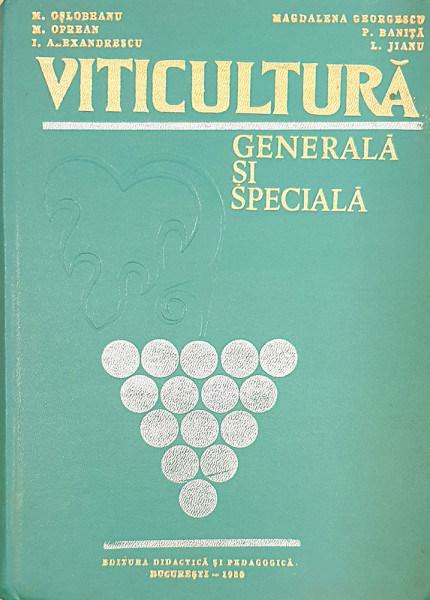 M. OȘLOBEANU
M. OPREAN
I. ALEXANDRESCU
MAGDALENA GEORGESCU
P. BANIȚĂ
L. JIANU
VITICULTURĂ
GENERALĂ
ȘI
SPECIALĂ
EDITURA DIDACTICĂ ȘI PEDAGOGICĂ
BUCUREȘTI - 1980